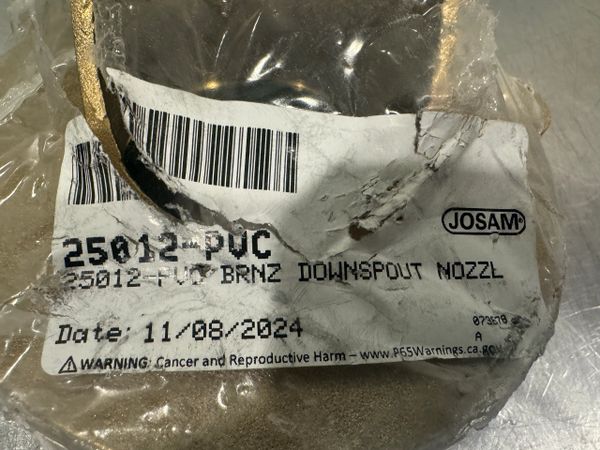 JOSAM
25012-PVC
25012-PVC BRNZ DOWNSPOUT NOZZL
Date: 11/08/2024
073678
A
WARNING: Cancer and Reproductive Harm – www.P65Warnings.ca.gov